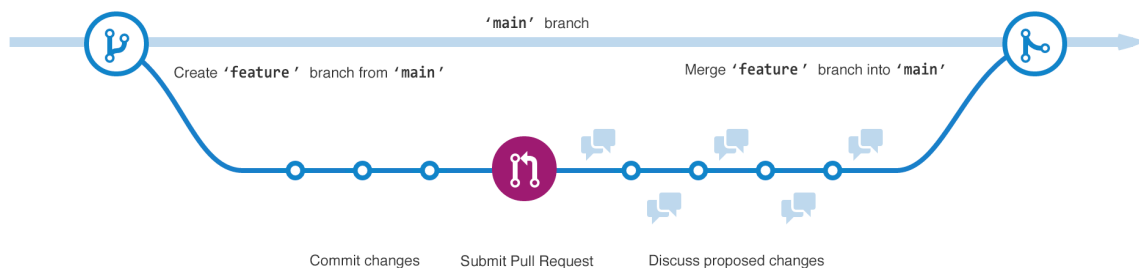 ‘main’ branch
Create ‘feature’ branch from ‘main’
Merge ‘feature’ branch into ‘main’
Commit changes
Submit Pull Request
Discuss proposed changes